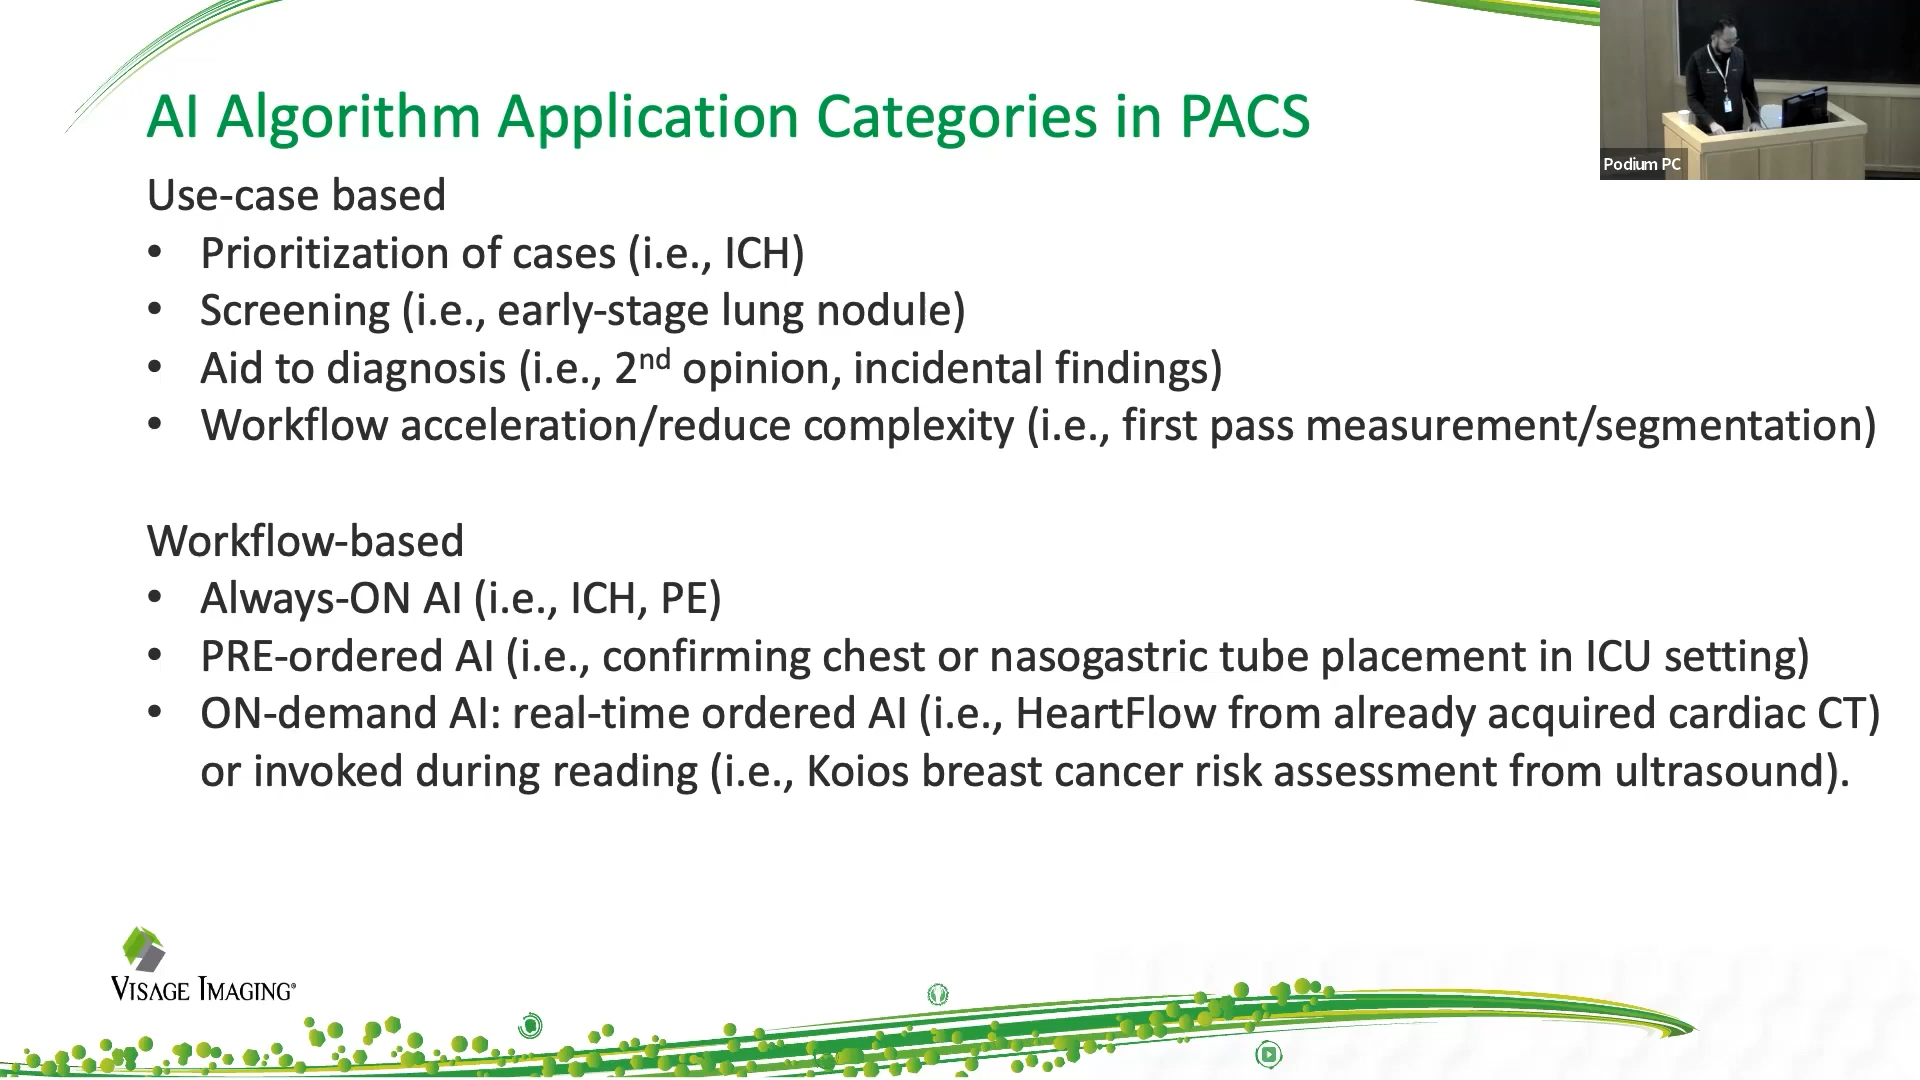 AI Algorithm Application Categories in PACS
Podium PC
Use-case based
• Prioritization of cases (i.e., ICH)
• Screening (i.e., early-stage lung nodule)
• Aid to diagnosis (i.e., 2nd opinion, incidental findings)
• Workflow acceleration/reduce complexity (i.e., first pass measurement/segmentation)
Workflow-based
• Always-ON AI (i.e., ICH, PE)
• PRE-ordered AI (i.e., confirming chest or nasogastric tube placement in ICU setting)
• ON-demand AI: real-time ordered AI (i.e., HeartFlow from already acquired cardiac CT)
or invoked during reading (i.e., Koios breast cancer risk assessment from ultrasound).
VISAGE IMAGING®